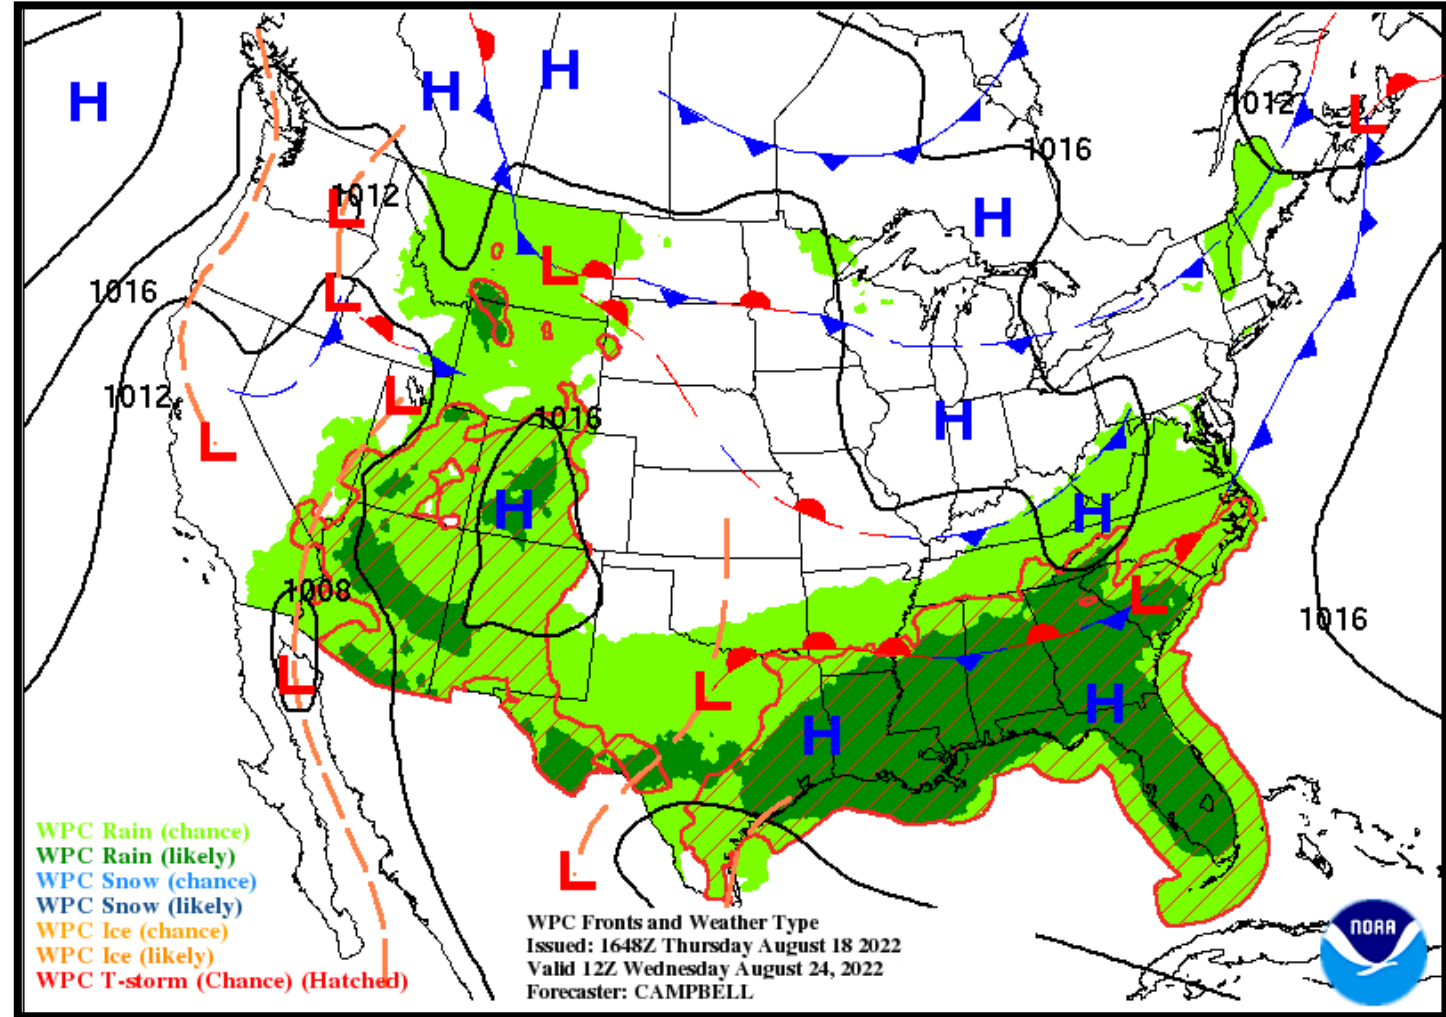 H
H
H
1012
L
1016
L
1012
H
L
L
1016
L
1012
L
1016
H
L
H
H
1008
L
1016
L
L
H
H
L
WPC Rain (chance)
WPC Rain (likely)
WPC Snow (chance)
WPC Snow (likely)
WPC Ice (chance)
WPC Ice (likely)
WPC T-storm (Chance) (Hatched)
WPC Fronts and Weather Type
Issued: 1648Z Thursday August 18 2022
Valid 12Z Wednesday August 24, 2022
Forecaster: CAMPBELL
NOAA